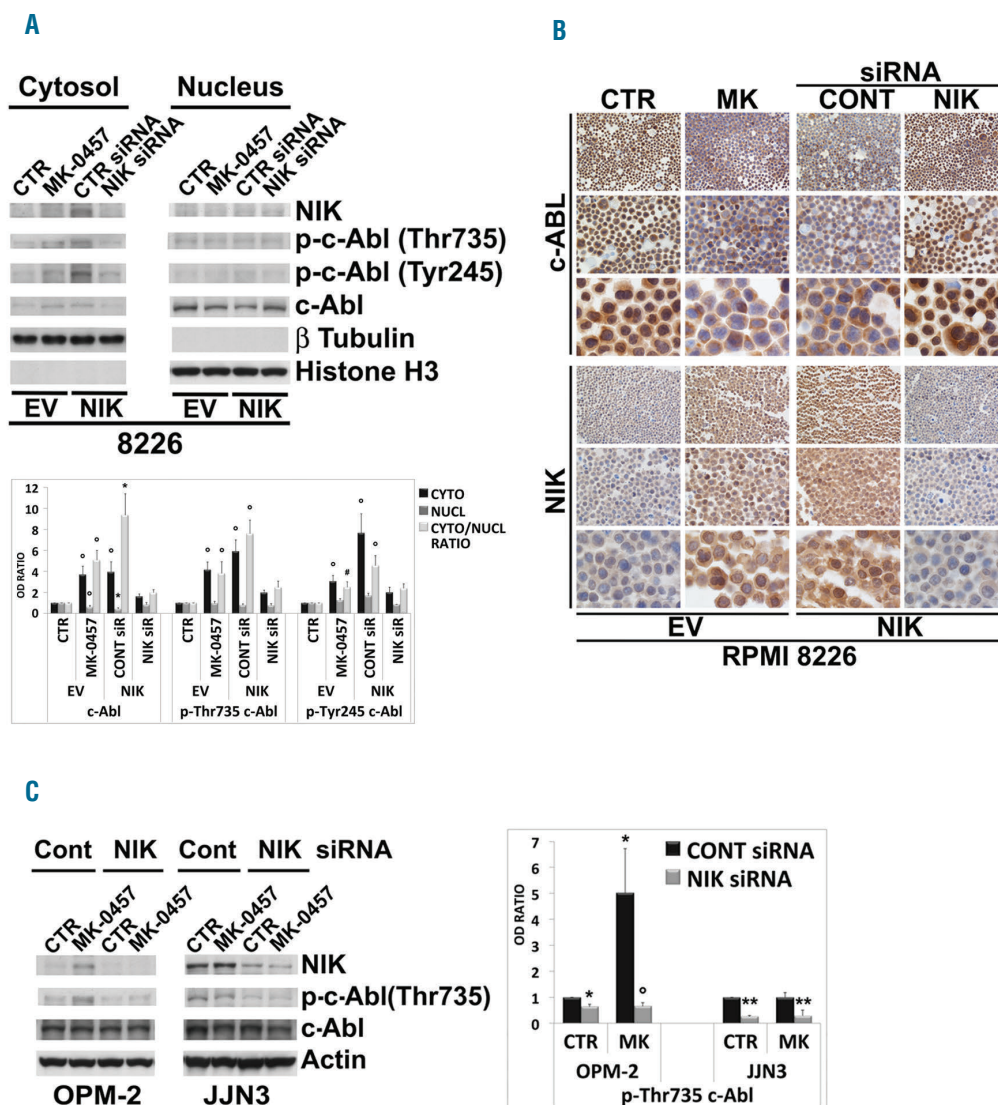 A
Cytosol Nucleus
CTR MK-0457 CTR siRNA NIK siRNA CTR MK-0457 CTR siRNA NIK siRNA
NIK
p-c-Abl (Thr735)
p-c-Abl (Tyr245)
c-Abl
β Tubulin
Histone H3
EV NIK EV NIK
8226
12
10
8
6
4
2
0
OD RATIO
CYTO
NUCL
CYTO/NUCL
RATIO
° ° ° * ° * ° ° ° ° ° # ° °
CTR MK-0457 CONT siR NIK siR CTR MK-0457 CONT siR NIK siR CTR MK-0457 CONT siR NIK siR
EV NIK EV NIK EV NIK
c-Abl p-Thr735 c-Abl p-Tyr245 c-Abl
B
siRNA
CTR MK CONT NIK
c-ABL
NIK
EV NIK
RPMI 8226
C
Cont NIK Cont NIK siRNA
CTR MK-0457 CTR MK-0457 CTR MK-0457 CTR MK-0457
NIK
p-c-Abl(Thr735)
c-Abl
Actin
OPM-2 JJN3
7
6
5
4
3
2
1
0
OD RATIO
CONT siRNA
NIK siRNA
* * ° ** **
CTR MK CTR MK
OPM-2 JJN3
p-Thr735 c-Abl